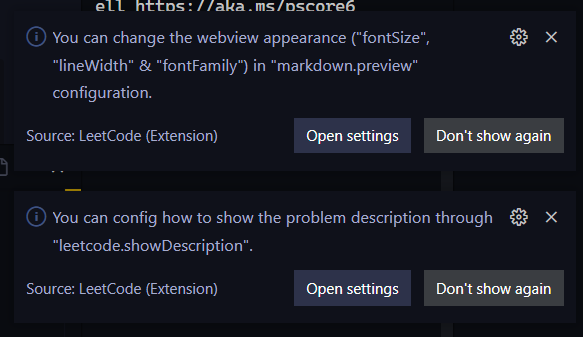 ell https://aka.ms/pscore6
You can change the webview appearance ("fontSize",
"lineWidth" & "fontFamily") in "markdown.preview"
configuration.
Source: LeetCode (Extension)
Open settings
Don't show again
You can config how to show the problem description through
"leetcode.showDescription".
Source: LeetCode (Extension)
Open settings
Don't show again